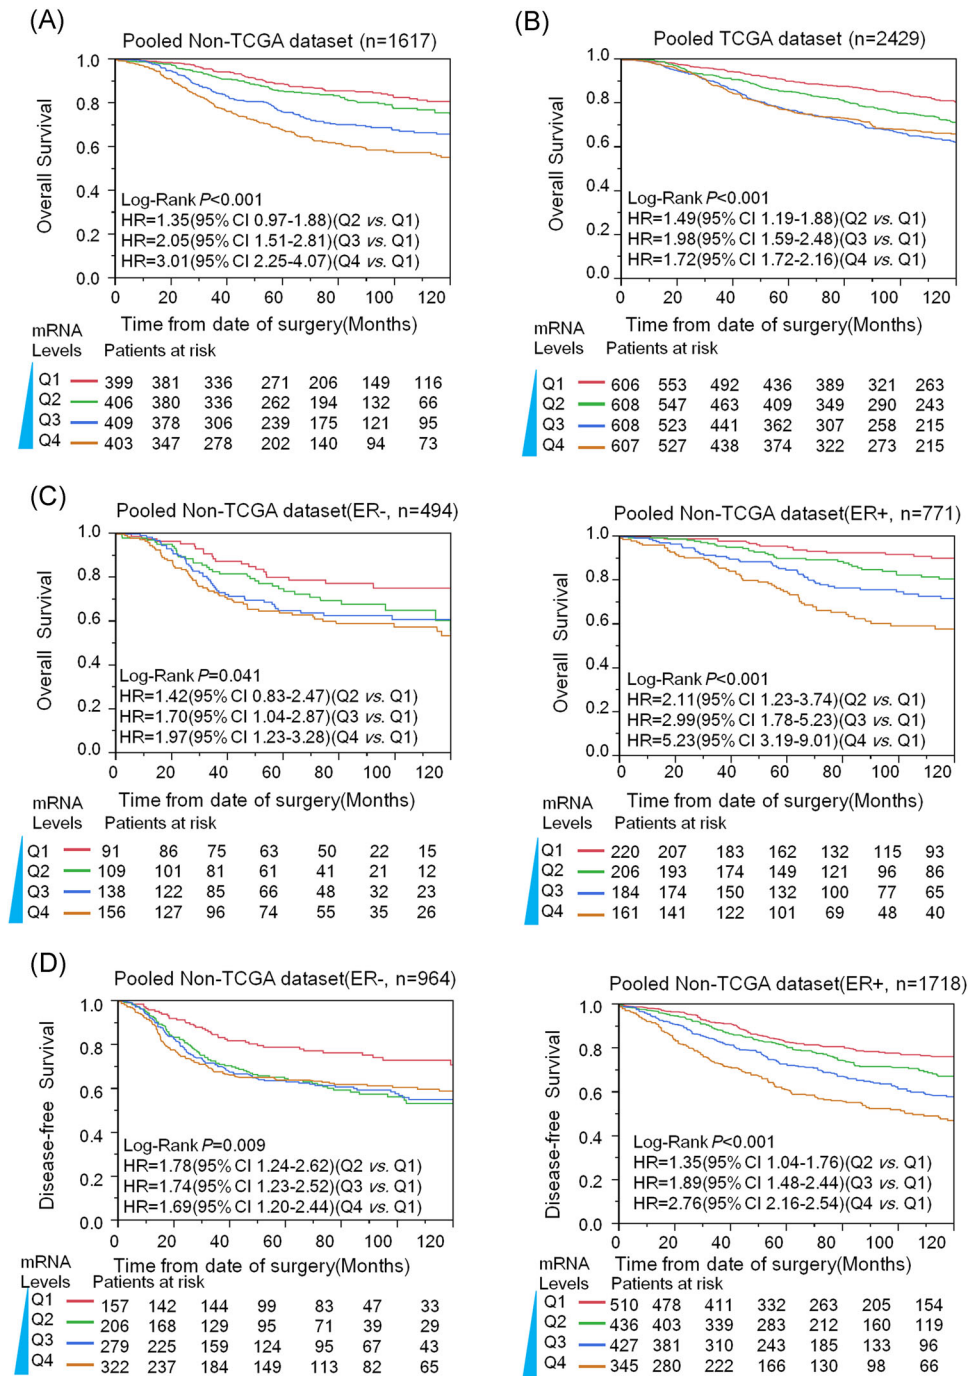 (A)
Pooled Non-TCGA dataset (n=1617)
Overall Survival
1.0
0.8
0.6
0.4
0.2
0.0
Log-Rank P<0.001
HR=1.35(95% CI 0.97-1.88)(Q2 vs. Q1)
HR=2.05(95% CI 1.51-2.81)(Q3 vs. Q1)
HR=3.01(95% CI 2.25-4.07)(Q4 vs. Q1)
0 20 40 60 80 100 120
Time from date of surgery(Months)
mRNA
Levels Patients at risk
Q1 399 381 336 271 206 149 116
Q2 406 380 336 262 194 132 66
Q3 409 378 306 239 175 121 95
Q4 403 347 278 202 140 94 73
(B)
Pooled TCGA dataset (n=2429)
Overall Survival
1.0
0.8
0.6
0.4
0.2
0.0
Log-Rank P<0.001
HR=1.49(95% CI 1.19-1.88)(Q2 vs. Q1)
HR=1.98(95% CI 1.59-2.48)(Q3 vs. Q1)
HR=1.72(95% CI 1.72-2.16)(Q4 vs. Q1)
0 20 40 60 80 100 120
Time from date of surgery(Months)
mRNA
Levels Patients at risk
Q1 606 553 492 436 389 321 263
Q2 608 547 463 409 349 290 243
Q3 608 523 441 362 307 258 215
Q4 607 527 438 374 322 273 215
(C)
Pooled Non-TCGA dataset(ER-, n=494)
Overall Survival
1.0
0.8
0.6
0.4
0.2
0.0
Log-Rank P=0.041
HR=1.42(95% CI 0.83-2.47)(Q2 vs. Q1)
HR=1.70(95% CI 1.04-2.87)(Q3 vs. Q1)
HR=1.97(95% CI 1.23-3.28)(Q4 vs. Q1)
0 20 40 60 80 100 120
Time from date of surgery(Months)
mRNA
Levels Patients at risk
Q1 91 86 75 63 50 22 15
Q2 109 101 81 61 41 21 12
Q3 138 122 85 66 48 32 23
Q4 156 127 96 74 55 35 26
Pooled Non-TCGA dataset(ER+, n=771)
Overall Survival
1.0
0.8
0.6
0.4
0.2
0.0
Log-Rank P<0.001
HR=2.11(95% CI 1.23-3.74)(Q2 vs. Q1)
HR=2.99(95% CI 1.78-5.23)(Q3 vs. Q1)
HR=5.23(95% CI 3.19-9.01)(Q4 vs. Q1)
0 20 40 60 80 100 120
Time from date of surgery(Months)
mRNA
Levels Patients at risk
Q1 220 207 183 162 132 115 93
Q2 206 193 174 149 121 96 86
Q3 184 174 150 132 100 77 65
Q4 161 141 122 101 69 48 40
(D)
Pooled Non-TCGA dataset(ER-, n=964)
Disease-free Survival
1.0
0.8
0.6
0.4
0.2
0.0
Log-Rank P=0.009
HR=1.78(95% CI 1.24-2.62)(Q2 vs. Q1)
HR=1.74(95% CI 1.23-2.52)(Q3 vs. Q1)
HR=1.69(95% CI 1.20-2.44)(Q4 vs. Q1)
0 20 40 60 80 100 120
Time from date of surgery(Months)
mRNA
Levels Patients at risk
Q1 157 142 144 99 83 47 33
Q2 206 168 129 95 71 39 29
Q3 279 225 159 124 95 67 43
Q4 322 237 184 149 113 82 65
Pooled Non-TCGA dataset(ER+, n=1718)
Disease-free Survival
1.0
0.8
0.6
0.4
0.2
0.0
Log-Rank P<0.001
HR=1.35(95% CI 1.04-1.76)(Q2 vs. Q1)
HR=1.89(95% CI 1.48-2.44)(Q3 vs. Q1)
HR=2.76(95% CI 2.16-2.54)(Q4 vs. Q1)
0 20 40 60 80 100 120
Time from date of surgery(Months)
mRNA
Levels Patients at risk
Q1 510 478 411 332 263 205 154
Q2 436 403 339 283 212 160 119
Q3 427 381 310 243 185 133 96
Q4 345 280 222 166 130 98 66